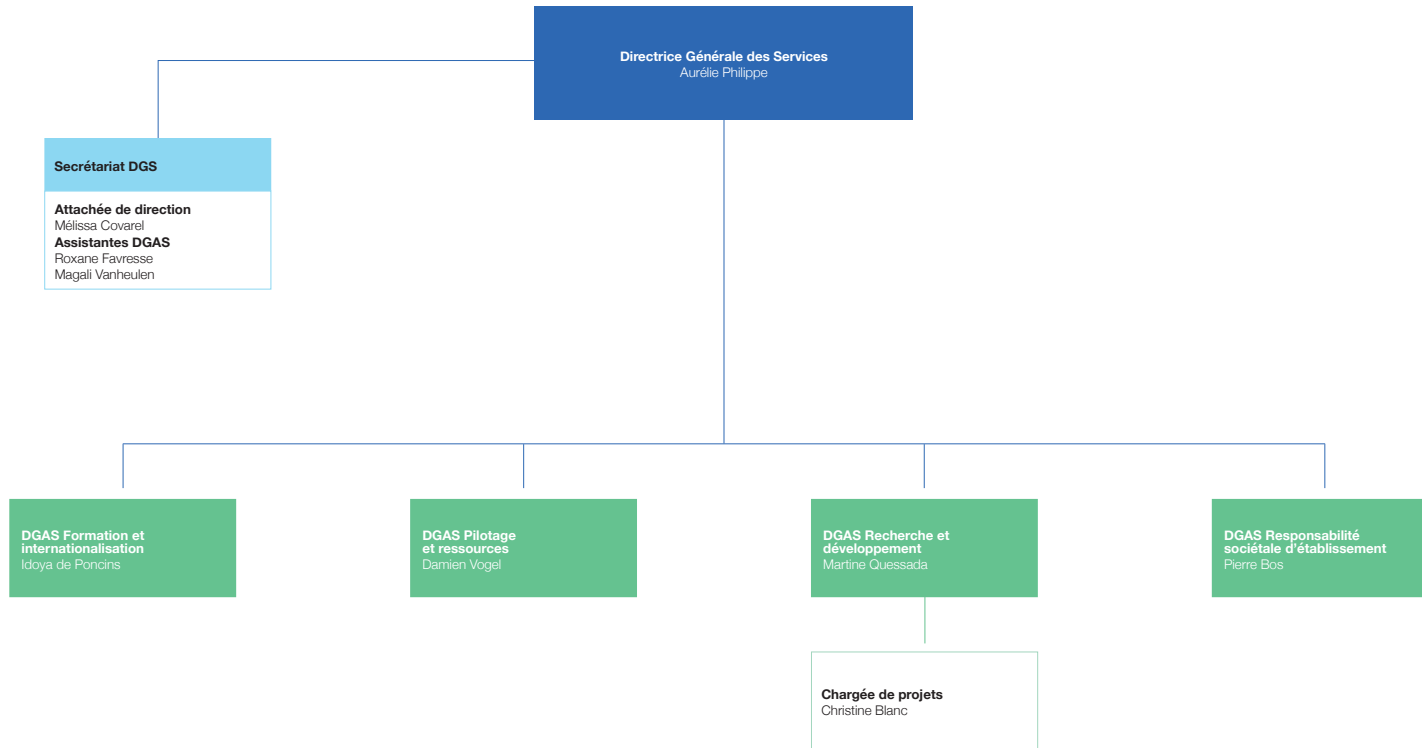 Directrice Générale des Services
Aurélie Philippe
Secrétariat DGS
Attachée de direction
Mélissa Covarel
Assistantes DGAS
Roxane Favresse
Magali Vanheulen
DGAS Formation et
internationalisation
Idoya de Poncins
DGAS Pilotage
et ressources
Damien Vogel
DGAS Recherche et
développement
Martine Quessada
DGAS Responsabilité
sociétale d'établissement
Pierre Bos
Chargée de projets
Christine Blanc